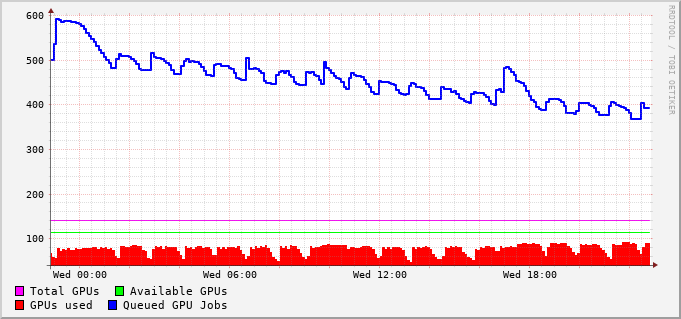 600
500
400
300
200
100
Wed 00:00 Wed 06:00 Wed 12:00 Wed 18:00
Total GPUs Available GPUs
GPUs used Queued GPU Jobs
RRDTOOL / TOBI OETIKER